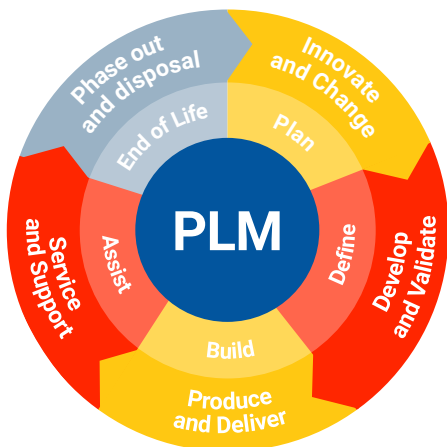 PLM
Innovate
and Change
Plan
Develop
and Validate
Define
Produce
and Deliver
Build
Service
and Support
Assist
Phase out
and disposal
End of Life